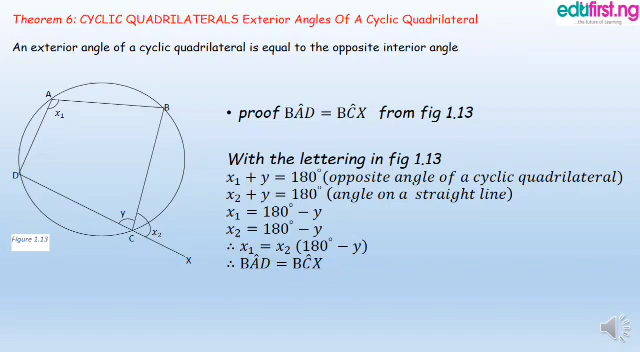 Theorem 6: CYCLIC QUADRILATERALS Exterior Angles Of A Cyclic Quadrilateral
edufirst.ng
...the future of Learning
An exterior angle of a cyclic quadrilateral is equal to the opposite interior angle
A
B
x₁
D
y
x₂
C
X
Figure 1.13
• proof BÂD = BĈX from fig 1.13
With the lettering in fig 1.13
x₁ + y = 180° (opposite angle of a cyclic quadrilateral)
x₂ + y = 180° (angle on a straight line)
x₁ = 180° − y
x₂ = 180° − y
∴ x₁ = x₂ (180° − y)
∴ BÂD = BĈX